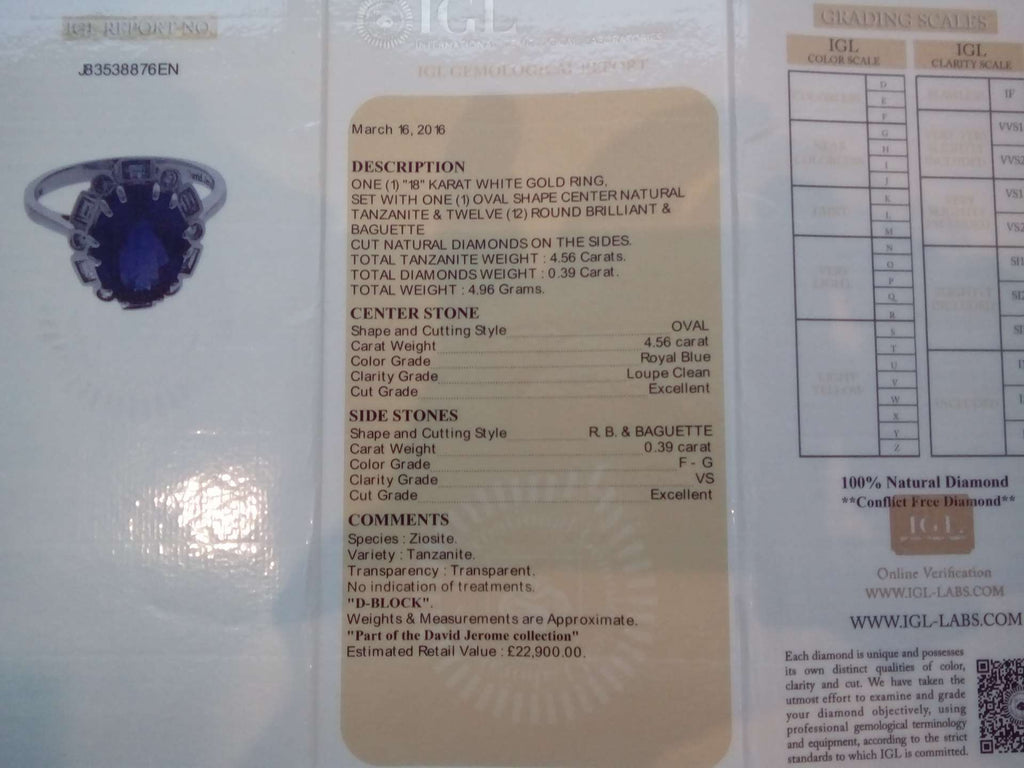 IGL REPORT NO.
JB3538876EN
IGL
IGL GEMOLOGICAL REPORT
March 16, 2016
DESCRIPTION
ONE (1) "18" KARAT WHITE GOLD RING,
SET WITH ONE (1) OVAL SHAPE CENTER NATURAL
TANZANITE & TWELVE (12) ROUND BRILLIANT &
BAGUETTE
CUT NATURAL DIAMONDS ON THE SIDES.
TOTAL TANZANITE WEIGHT : 4.56 Carats.
TOTAL DIAMONDS WEIGHT : 0.39 Carat.
TOTAL WEIGHT : 4.96 Grams.
CENTER STONE
Shape and Cutting Style OVAL
Carat Weight 4.56 carat
Color Grade Royal Blue
Clarity Grade Loupe Clean
Cut Grade Excellent
SIDE STONES
Shape and Cutting Style R. B. & BAGUETTE
Carat Weight 0.39 carat
Color Grade F - G
Clarity Grade VS
Cut Grade Excellent
COMMENTS
Species : Ziosite.
Variety : Tanzanite.
Transparency : Transparent.
No indication of treatments.
"D-BLOCK".
Weights & Measurements are Approximate.
"Part of the David Jerome collection"
Estimated Retail Value : £22,900.00.
GRADING SCALES
IGL
COLOR SCALE
D
E
F
G
H
I
J
K
L
M
N
O
P
Q
R
S
T
U
V
W
X
Y
Z
IGL
CLARITY SCALE
IF
VVS1
VVS2
VS1
VS2
SI1
100% Natural Diamond
**Conflict Free Diamond**
IGL
Online Verification
WWW.IGL-LABS.COM
WWW.IGL-LABS.COM
Each diamond is unique and possesses
its own distinct qualities of color,
clarity and cut. We have taken the
utmost effort to examine and grade
your diamond objectively, using
professional gemological terminology
and equipment, according to the strict
standards to which IGL is committed.